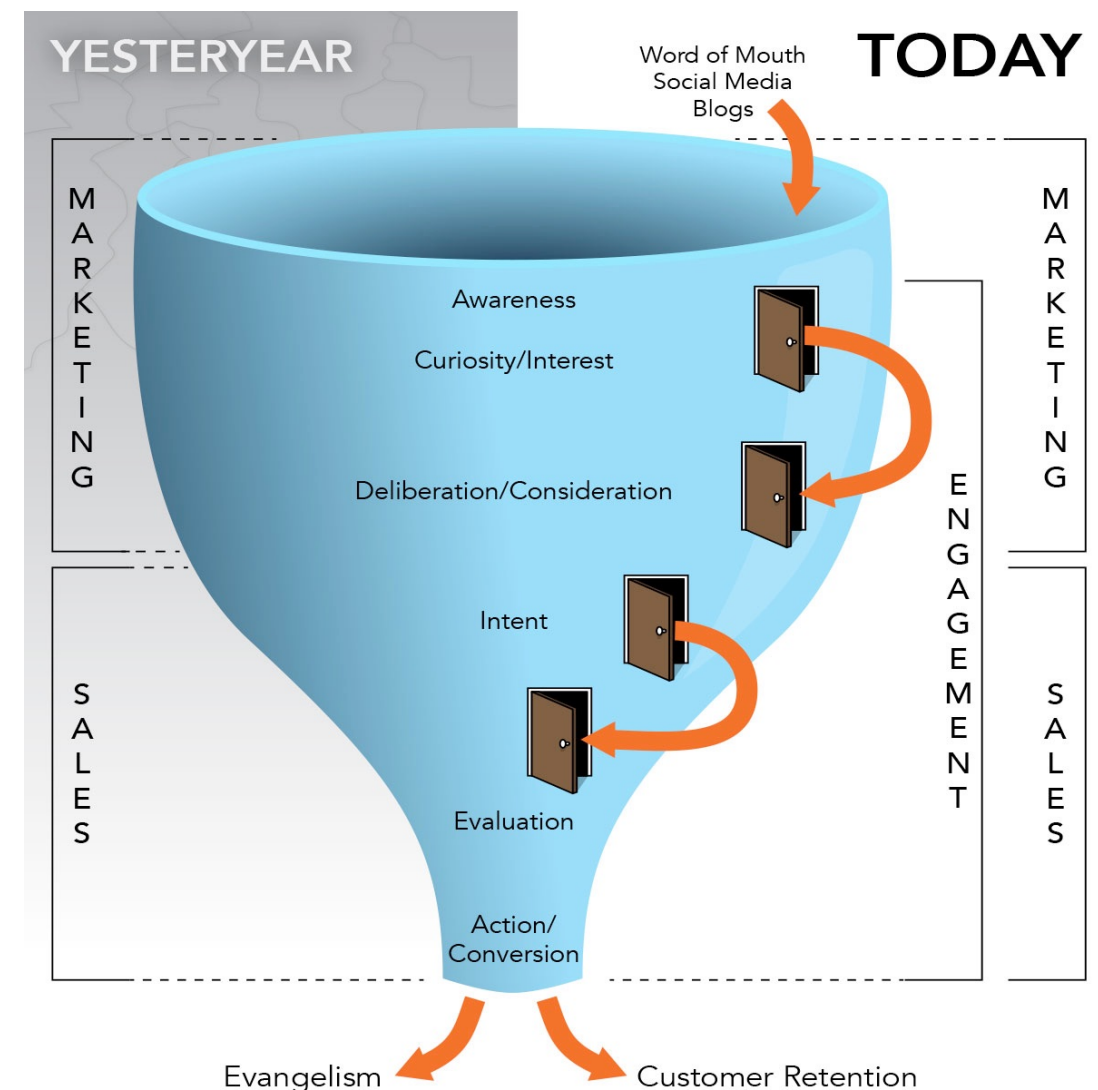 YESTERYEAR
TODAY
Word of Mouth
Social Media
Blogs
MARKETING
MARKETING
Awareness
Curiosity/Interest
Deliberation/Consideration
ENGAGEMENT
Intent
SALES
SALES
Evaluation
Action/
Conversion
Evangelism
Customer Retention